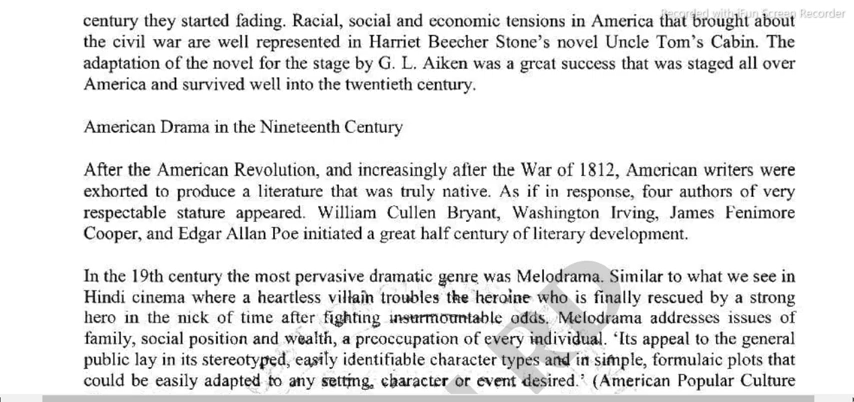 Recorded with iFun Screen Recorder
century they started fading. Racial, social and economic tensions in America that brought about
the civil war are well represented in Harriet Beecher Stone's novel Uncle Tom's Cabin. The
adaptation of the novel for the stage by G. L. Aiken was a great success that was staged all over
America and survived well into the twentieth century.
American Drama in the Nineteenth Century
After the American Revolution, and increasingly after the War of 1812, American writers were
exhorted to produce a literature that was truly native. As if in response, four authors of very
respectable stature appeared. William Cullen Bryant, Washington Irving, James Fenimore
Cooper, and Edgar Allan Poe initiated a great half century of literary development.
In the 19th century the most pervasive dramatic genre was Melodrama. Similar to what we see in
Hindi cinema where a heartless villain troubles the heroine who is finally rescued by a strong
hero in the nick of time after fighting insurmountable odds. Melodrama addresses issues of
family, social position and wealth, a preoccupation of every individual. 'Its appeal to the general
public lay in its stereotyped, easily identifiable character types and in simple, formulaic plots that
could be easily adapted to any setting, character or event desired.' (American Popular Culture